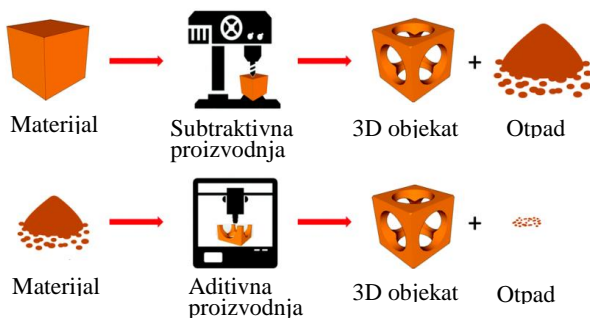 Materijal
Subtraktivna
proizvodnja
3D objekat
+
Otpad
Materijal
Aditivna
proizvodnja
3D objekat
+
Otpad